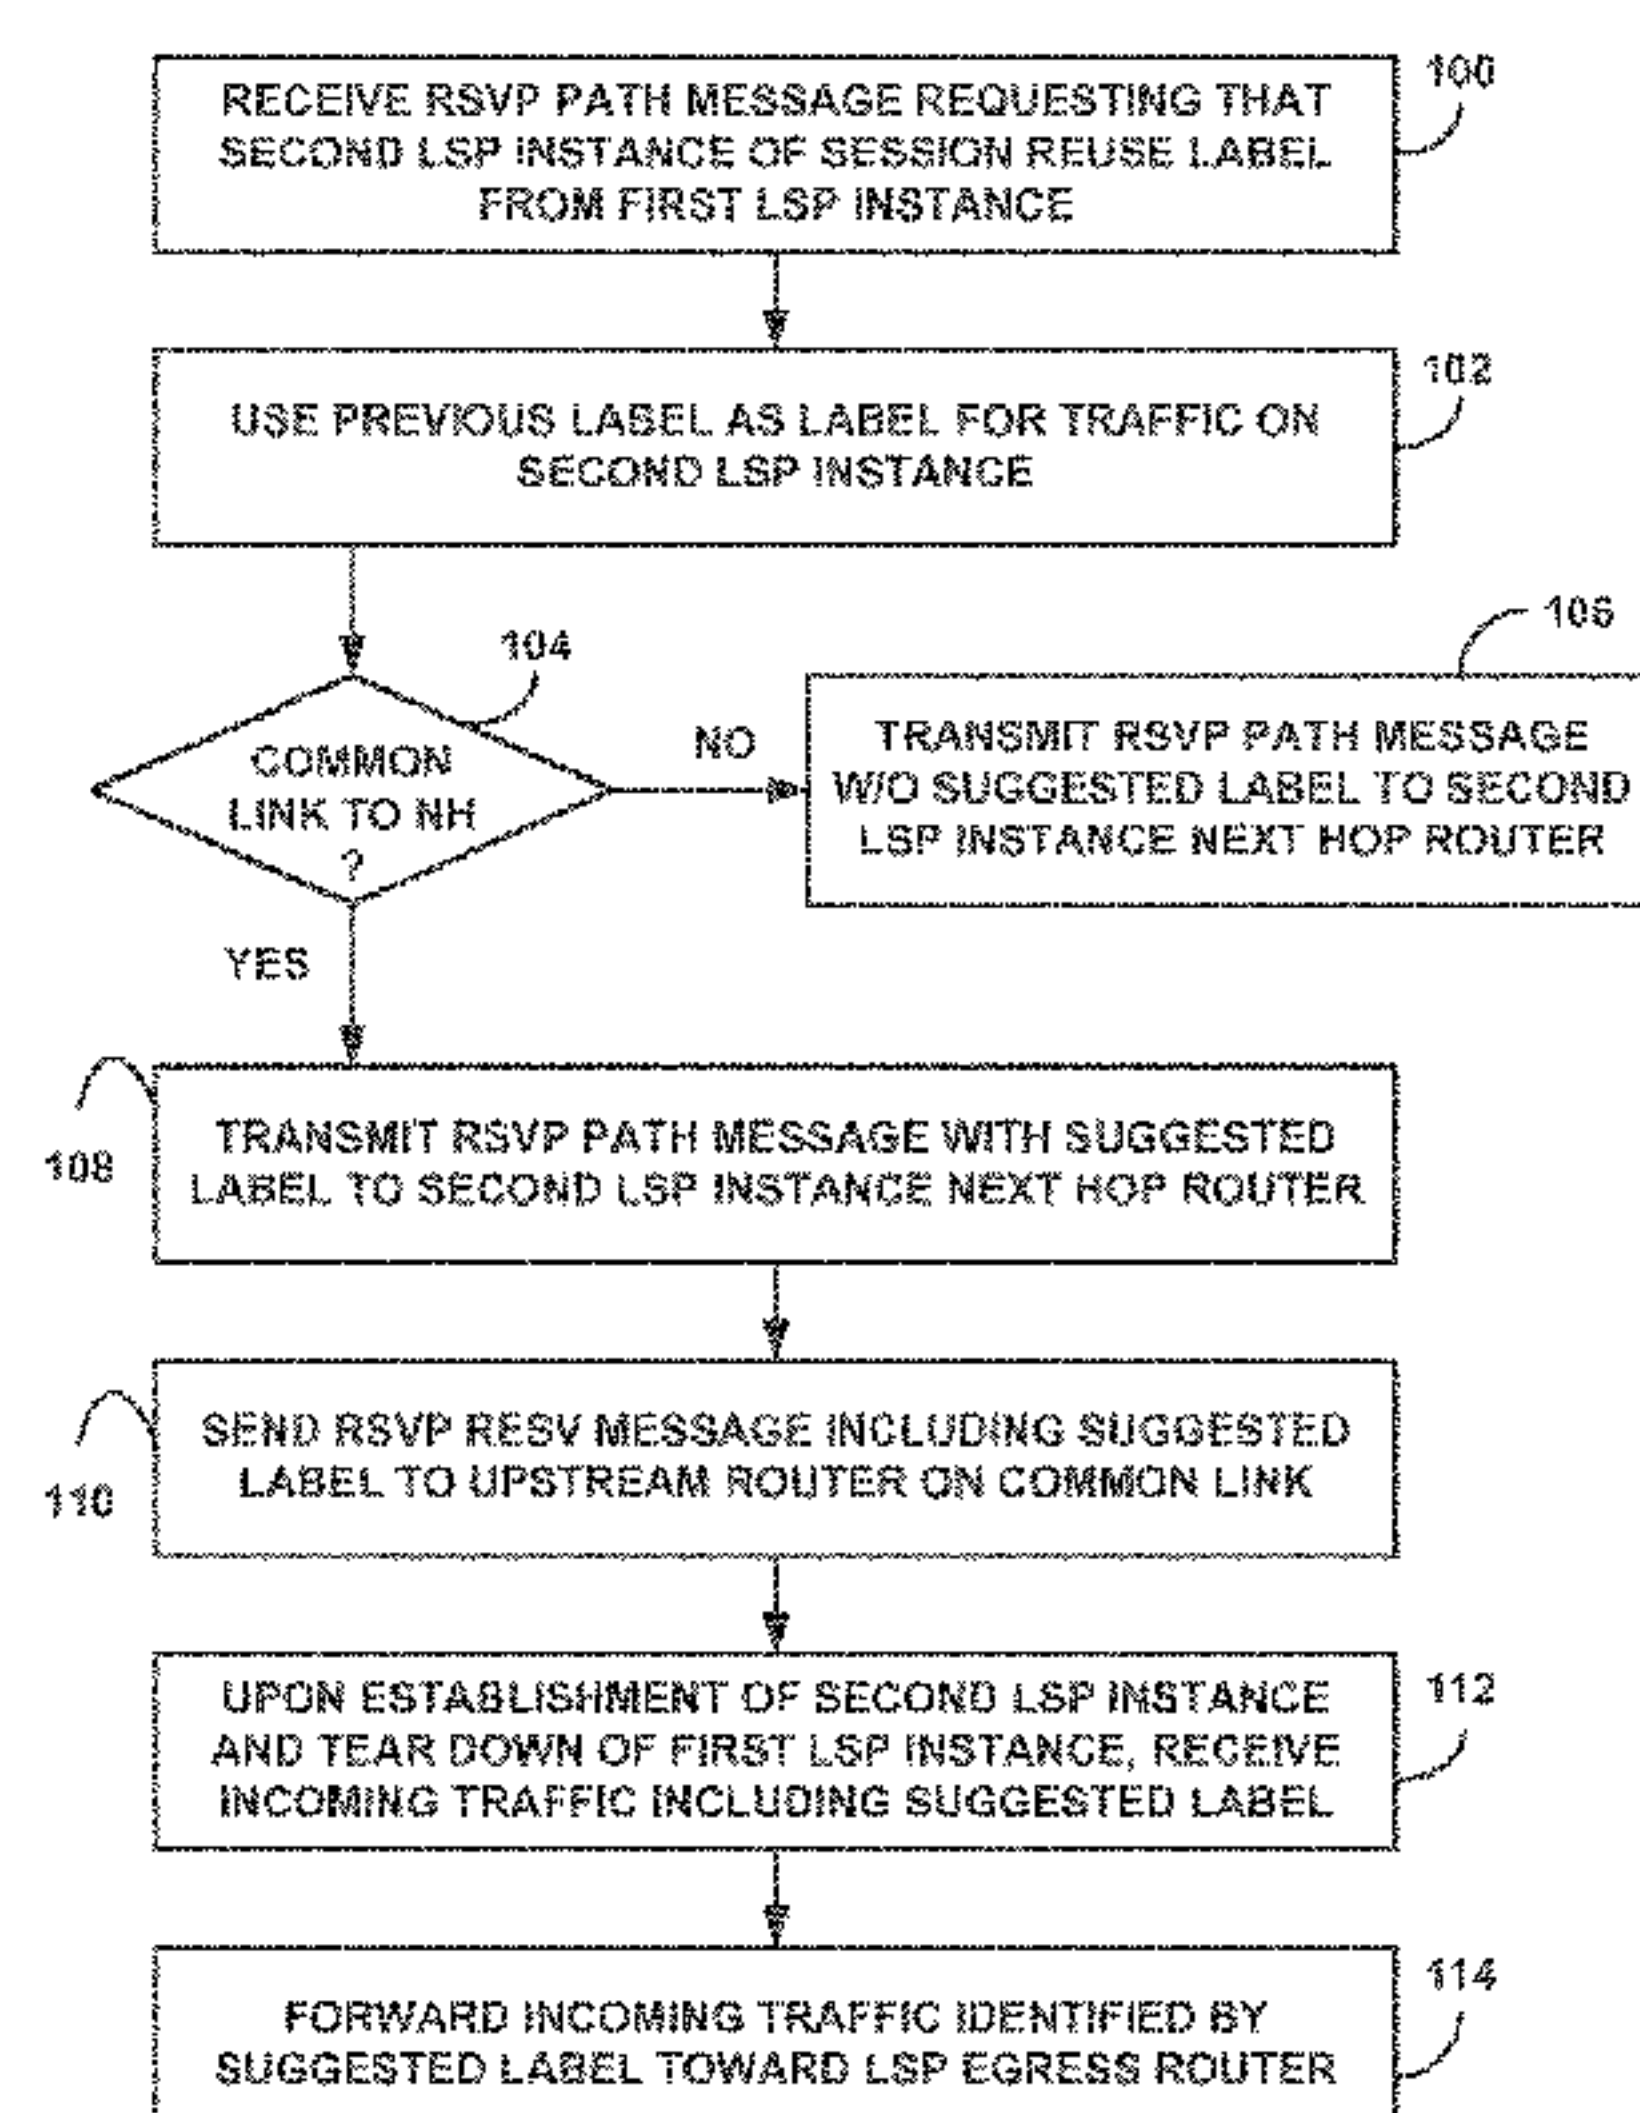 100
RECEIVE RSVP PATH MESSAGE REQUESTING THAT
SECOND LSP INSTANCE OF SESSION REUSE LABEL
FROM FIRST LSP INSTANCE
102
USE PREVIOUS LABEL AS LABEL FOR TRAFFIC ON
SECOND LSP INSTANCE
104
COMMON
LINK TO NH
?
NO
106
TRANSMIT RSVP PATH MESSAGE
W/O SUGGESTED LABEL TO SECOND
LSP INSTANCE NEXT HOP ROUTER
YES
108
TRANSMIT RSVP PATH MESSAGE WITH SUGGESTED
LABEL TO SECOND LSP INSTANCE NEXT HOP ROUTER
110
SEND RSVP RESV MESSAGE INCLUDING SUGGESTED
LABEL TO UPSTREAM ROUTER ON COMMON LINK
112
UPON ESTABLISHMENT OF SECOND LSP INSTANCE
AND TEAR DOWN OF FIRST LSP INSTANCE, RECEIVE
INCOMING TRAFFIC INCLUDING SUGGESTED LABEL
114
FORWARD INCOMING TRAFFIC IDENTIFIED BY
SUGGESTED LABEL TOWARD LSP EGRESS ROUTER